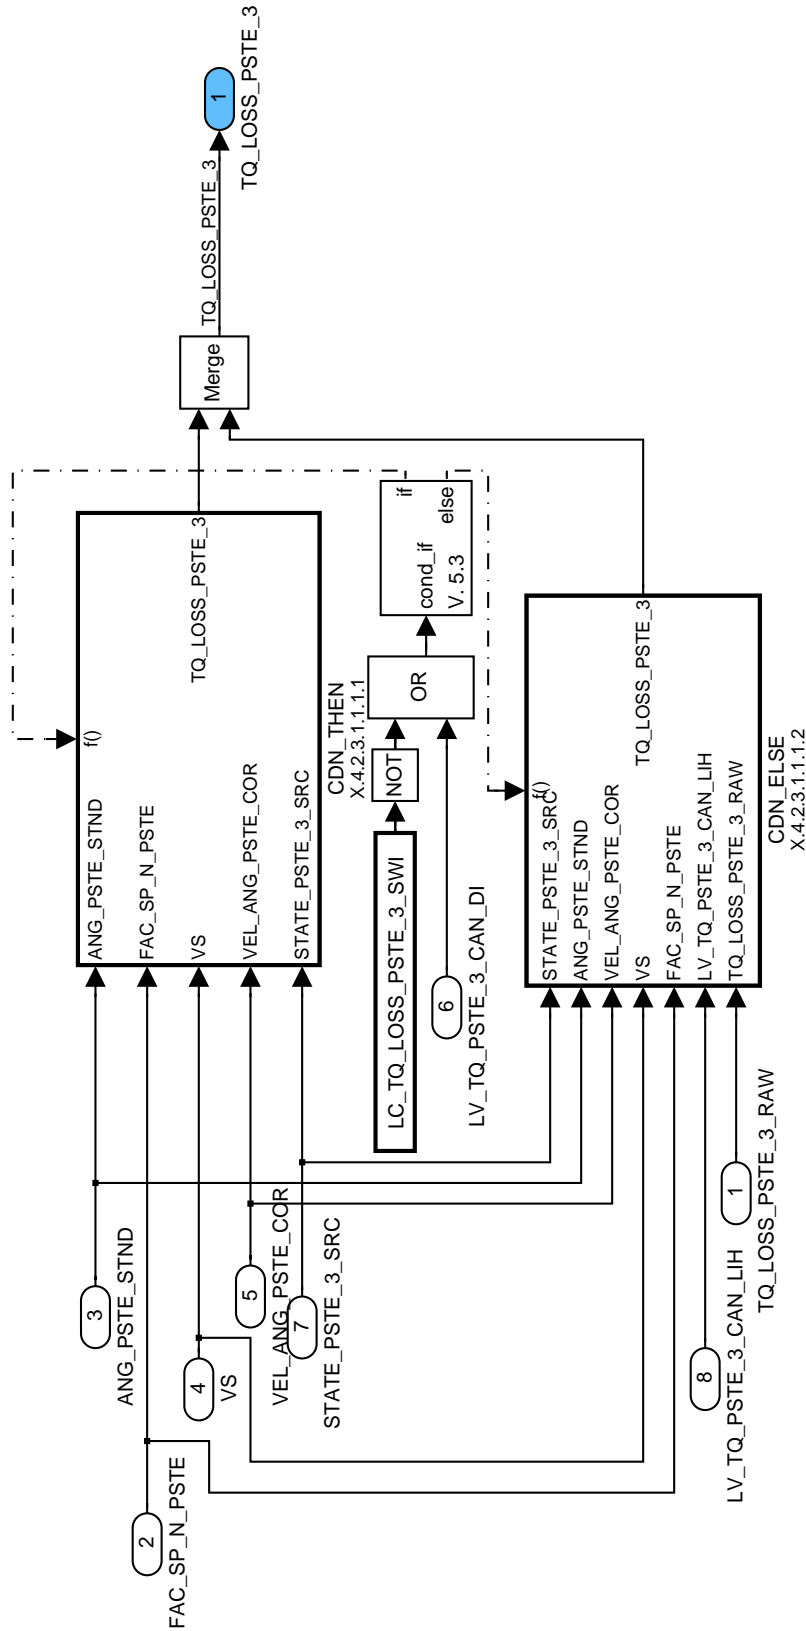 1
TQ_LOSS_PSTE_3
TQ_LOSS_PSTE_3
Merge
f()
ANG_PSTE_STND
FAC_SP_N_PSTE
VS
VEL_ANG_PSTE_COR
STATE_PSTE_3_SRC
TQ_LOSS_PSTE_3
CDN_THEN
X.4.2.3.1.1.1.1.1
if
else
cond_if
V. 5.3
OR
NOT
LC_TQ_LOSS_PSTE_3_SWI
6
LV_TQ_PSTE_3_CAN_DI
f()
STATE_PSTE_3_SRC
ANG_PSTE_STND
VEL_ANG_PSTE_COR
VS
FAC_SP_N_PSTE
LV_TQ_PSTE_3_CAN_LIH
TQ_LOSS_PSTE_3_RAW
TQ_LOSS_PSTE_3
CDN_ELSE
X.4.2.3.1.1.1.1.2
3
ANG_PSTE_STND
2
FAC_SP_N_PSTE
4
VS
5
VEL_ANG_PSTE_COR
7
STATE_PSTE_3_SRC
8
LV_TQ_PSTE_3_CAN_LIH
1
TQ_LOSS_PSTE_3_RAW